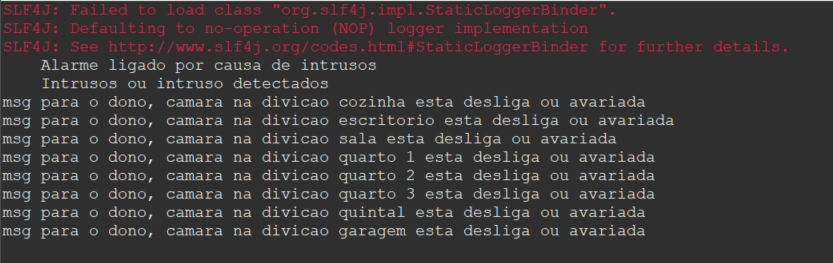 SLF4J: Failed to load class "org.slf4j.impl.StaticLoggerBinder".
SLF4J: Defaulting to no-operation (NOP) logger implementation
SLF4J: See http://www.slf4j.org/codes.html#StaticLoggerBinder for further details.
Alarme ligado por causa de intrusos
Intrusos ou intruso detectados
msg para o dono, camara na divicao cozinha esta desliga ou avariada
msg para o dono, camara na divicao escritorio esta desliga ou avariada
msg para o dono, camara na divicao sala esta desliga ou avariada
msg para o dono, camara na divicao quarto 1 esta desliga ou avariada
msg para o dono, camara na divicao quarto 2 esta desliga ou avariada
msg para o dono, camara na divicao quarto 3 esta desliga ou avariada
msg para o dono, camara na divicao quintal esta desliga ou avariada
msg para o dono, camara na divicao garagem esta desliga ou avariada